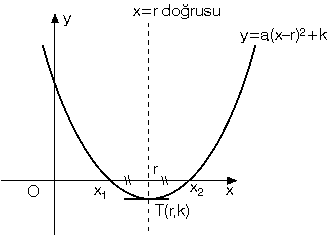 x=r doğrusu
y
y=a(x–r)²+k
r
O
x₁
x₂
x
T(r,k)